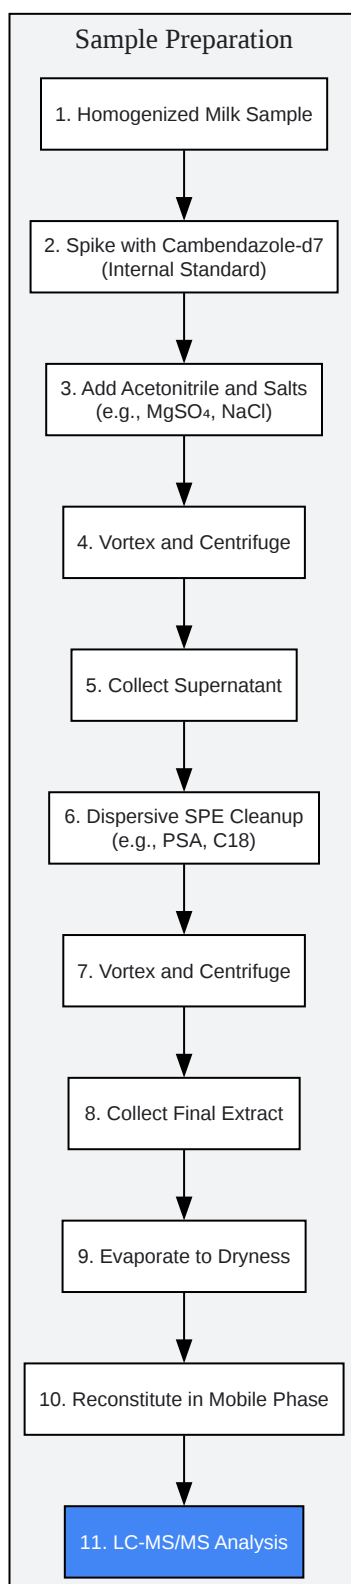 Sample Preparation
1. Homogenized Milk Sample
2. Spike with Cambendazole-d7
(Internal Standard)
3. Add Acetonitrile and Salts
(e.g., MgSO₄, NaCl)
4. Vortex and Centrifuge
5. Collect Supernatant
6. Dispersive SPE Cleanup
(e.g., PSA, C18)
7. Vortex and Centrifuge
8. Collect Final Extract
9. Evaporate to Dryness
10. Reconstitute in Mobile Phase
11. LC-MS/MS Analysis